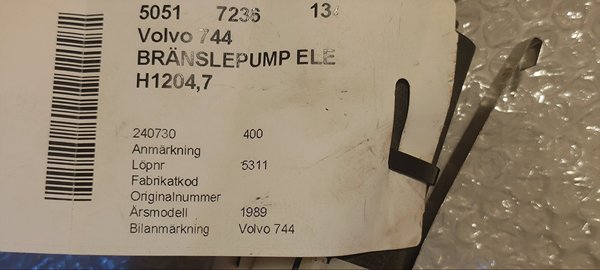 5051 7236 13
Volvo 744
BRÄNSLEPUMP ELE
H1204,7
240730 400
Anmärkning
Löpnr 5311
Fabrikatkod
Originalnummer
Årsmodell 1989
Bilanmärkning Volvo 744